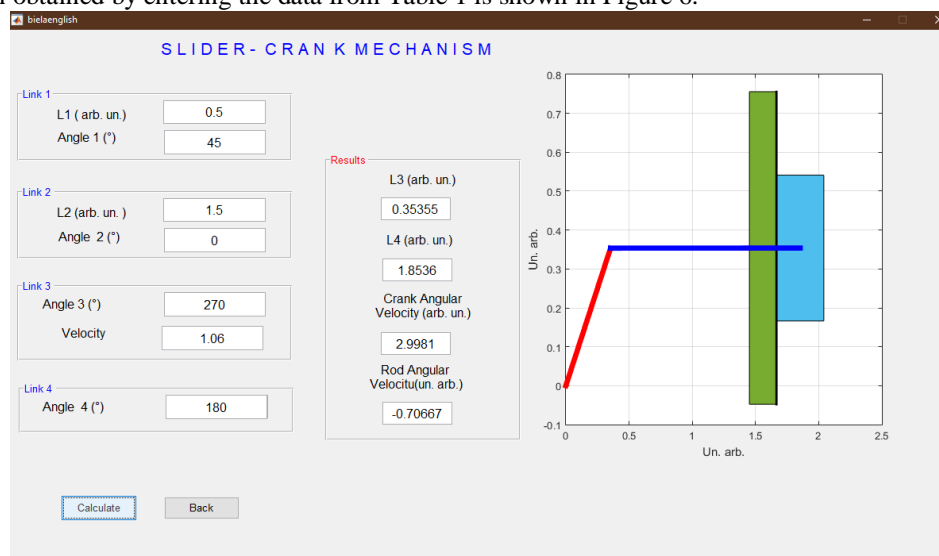 n obtained by entering the data from Table 1 is shown in Figure 6.
bielaenglish
SLIDER- CRAN K MECHANISM
Link 1
L1 ( arb. un.) 0.5
Angle 1 (°) 45
Link 2
L2 (arb. un. ) 1.5
Angle 2 (°) 0
Link 3
Angle 3 (°) 270
Velocity 1.06
Link 4
Angle 4 (°) 180
Calculate Back
Results
L3 (arb. un.)
0.35355
L4 (arb. un.)
1.8536
Crank Angular
Velocity (arb. un.)
2.9981
Rod Angular
Velocitu(un. arb.)
-0.70667
0.8
0.7
0.6
0.5
0.4
0.3
0.2
0.1
0
-0.1
Un. arb.
0 0.5 1 1.5 2 2.5
Un. arb.